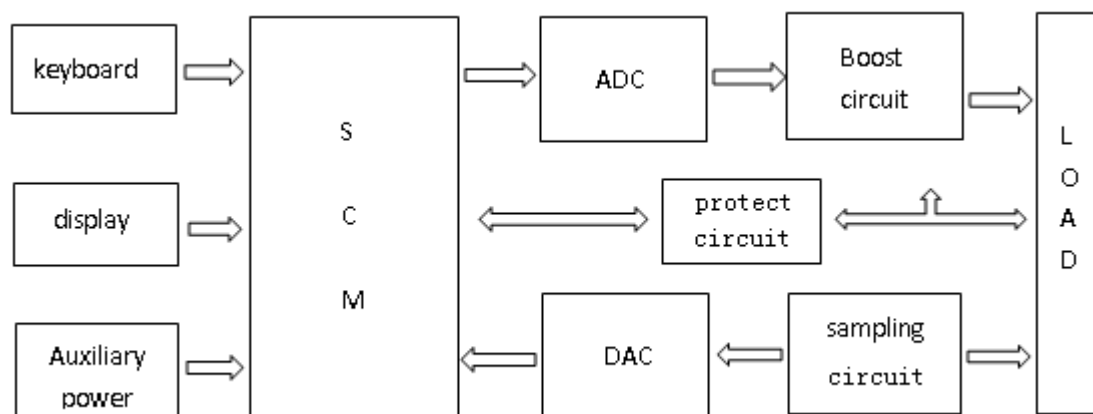 keyboard
display
Auxiliary
power
S
C
M
ADC
Boost
circuit
protect
circuit
DAC
sampling
circuit
L
O
A
D